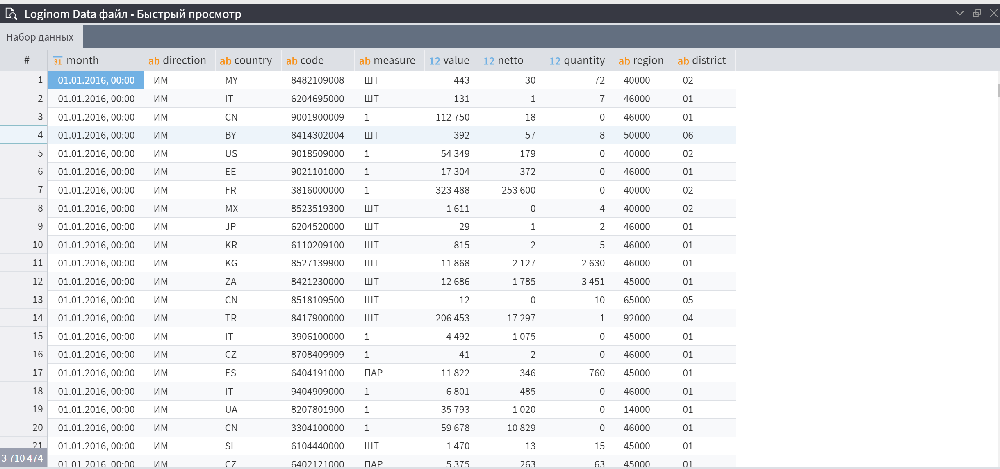 Loginom Data файл • Быстрый просмотр
Набор данных
# 31 month ab direction ab country ab code ab measure 12 value 12 netto 12 quantity ab region ab district
1 01.01.2016, 00:00 ИМ MY 8482109008 ШТ 443 30 72 40000 02
2 01.01.2016, 00:00 ИМ IT 6204695000 ШТ 131 1 7 46000 01
3 01.01.2016, 00:00 ИМ CN 9001900009 1 112 750 18 0 46000 01
4 01.01.2016, 00:00 ИМ BY 8414302004 ШТ 392 57 8 50000 06
5 01.01.2016, 00:00 ИМ US 9018509000 1 54 349 179 0 40000 02
6 01.01.2016, 00:00 ИМ EE 9021101000 1 17 304 372 0 46000 01
7 01.01.2016, 00:00 ИМ FR 3816000000 1 323 488 253 600 0 40000 02
8 01.01.2016, 00:00 ИМ MX 8523519300 ШТ 1 611 0 4 40000 02
9 01.01.2016, 00:00 ИМ JP 6204520000 ШТ 29 1 2 46000 01
10 01.01.2016, 00:00 ИМ KR 6110209100 ШТ 815 2 5 46000 01
11 01.01.2016, 00:00 ИМ KG 8527139900 ШТ 11 868 2 127 2 630 46000 01
12 01.01.2016, 00:00 ИМ ZA 8421230000 ШТ 12 686 1 785 3 451 45000 01
13 01.01.2016, 00:00 ИМ CN 8518109500 ШТ 12 0 10 65000 05
14 01.01.2016, 00:00 ИМ TR 8417900000 ШТ 206 453 17 297 1 92000 04
15 01.01.2016, 00:00 ИМ IT 3906100000 1 4 492 1 075 0 45000 01
16 01.01.2016, 00:00 ИМ CZ 8708409909 1 41 2 0 46000 01
17 01.01.2016, 00:00 ИМ ES 6404191000 ПАР 11 822 346 760 45000 01
18 01.01.2016, 00:00 ИМ IT 9404909000 1 6 801 485 0 46000 01
19 01.01.2016, 00:00 ИМ UA 8207801900 1 35 793 1 020 0 14000 01
20 01.01.2016, 00:00 ИМ CN 3304100000 1 59 678 10 829 0 46000 01
21 01.01.2016, 00:00 ИМ SI 6104440000 ШТ 1 470 13 15 45000 01
3 710 474 01.01.2016, 00:00 ИМ CZ 6402121000 ПАР 5 375 263 63 45000 01